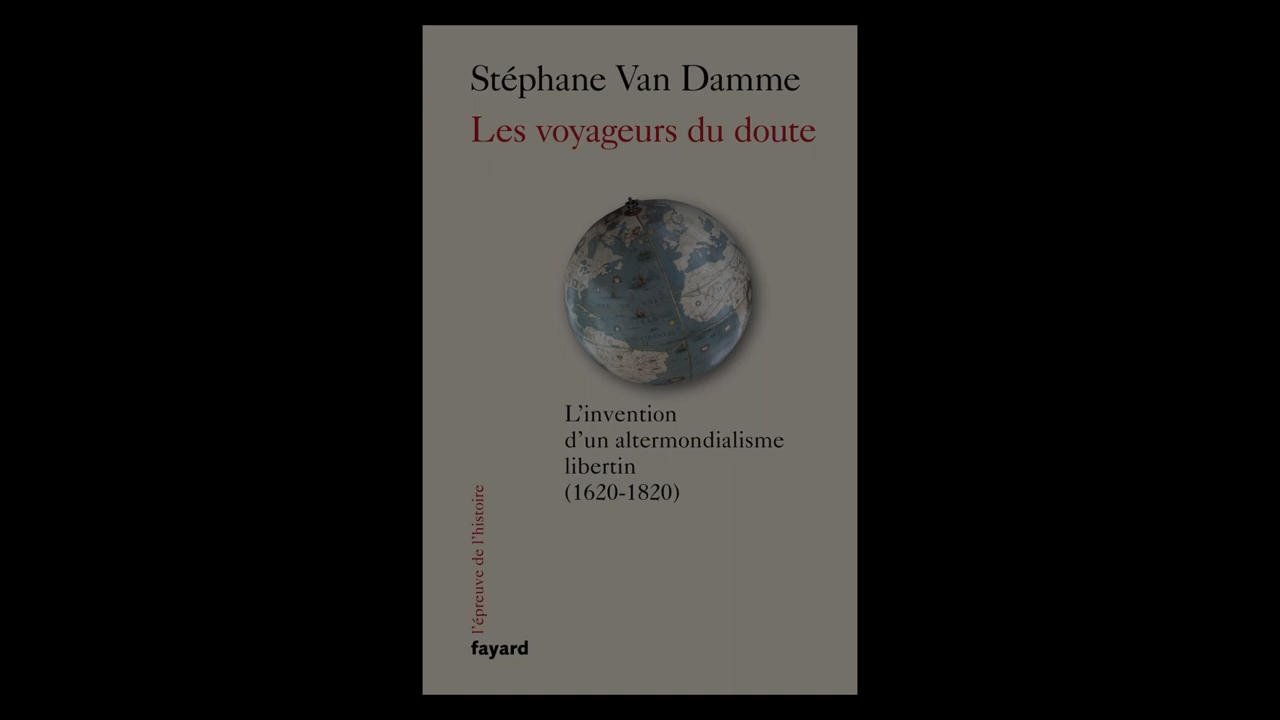 Stéphane Van Damme
Les voyageurs du doute
L’invention
d’un altermondialisme
libertin
(1620-1820)
l’épreuve de l’histoire
fayard